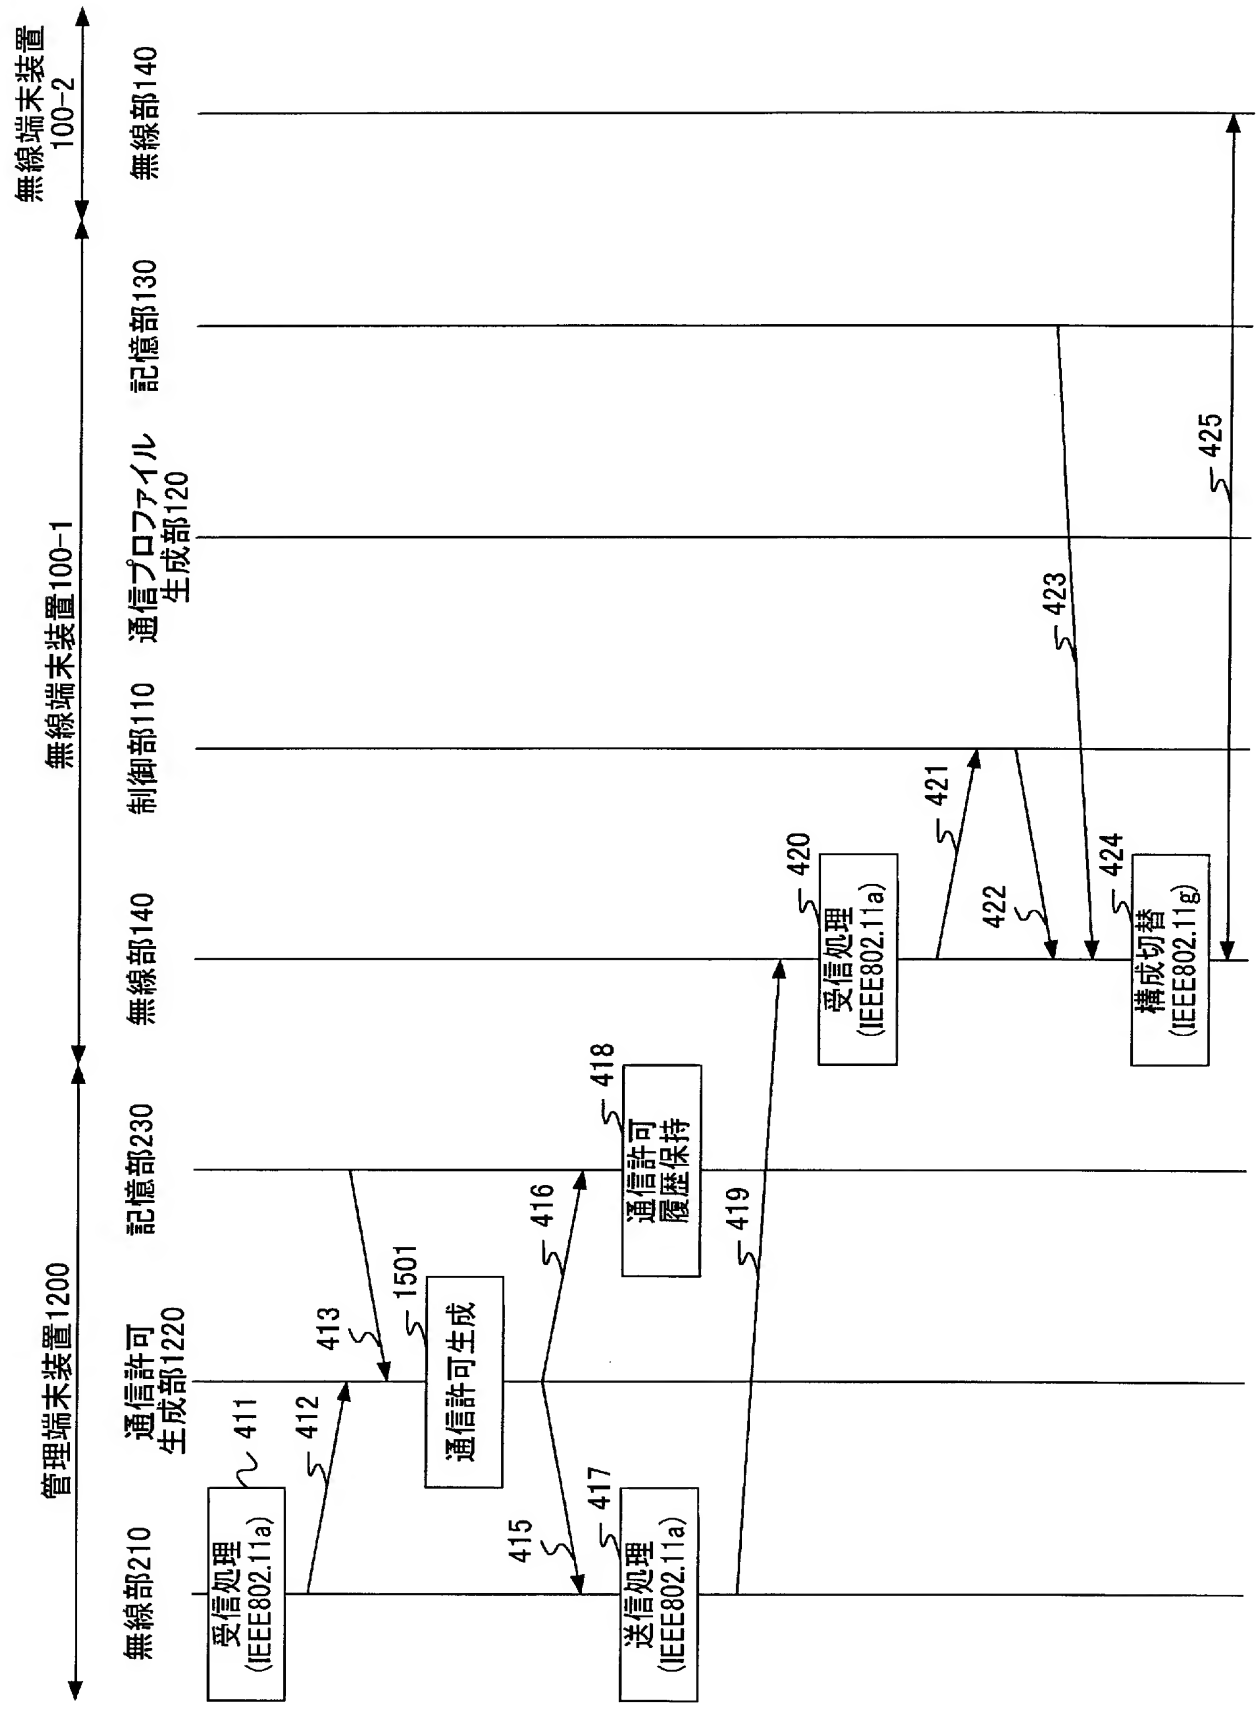 管理端末装置1200
無線端末装置100-1
無線端末装置
100-2
無線部210
通信許可
生成部1220
記憶部230
無線部140
制御部110
通信プロファイル
生成部120
記憶部130
無線部140
受信処理
(IEEE802.11a)
411
412
413
通信許可生成
1501
415
416
送信処理
(IEEE802.11a)
417
通信許可
履歴保持
418
419
受信処理
(IEEE802.11a)
420
421
422
423
構成切替
(IEEE802.11g)
424
425